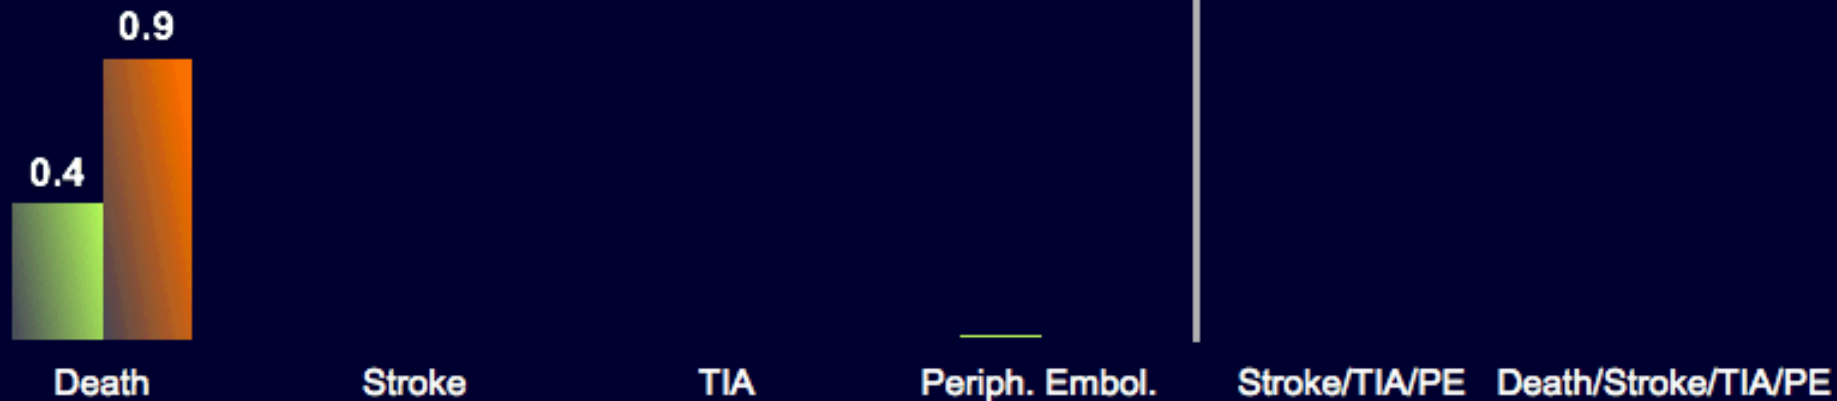 0.9
0.4
Death Stroke TIA Periph. Embol. Stroke/TIA/PE Death/Stroke/TIA/PE